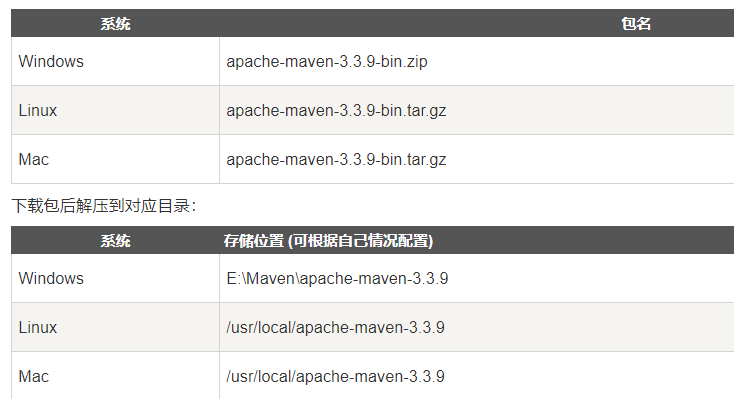 系统 包名
Windows apache-maven-3.3.9-bin.zip
Linux apache-maven-3.3.9-bin.tar.gz
Mac apache-maven-3.3.9-bin.tar.gz
下载包后解压到对应目录：
系统 存储位置 (可根据自己情况配置)
Windows E:\Maven\apache-maven-3.3.9
Linux /usr/local/apache-maven-3.3.9
Mac /usr/local/apache-maven-3.3.9